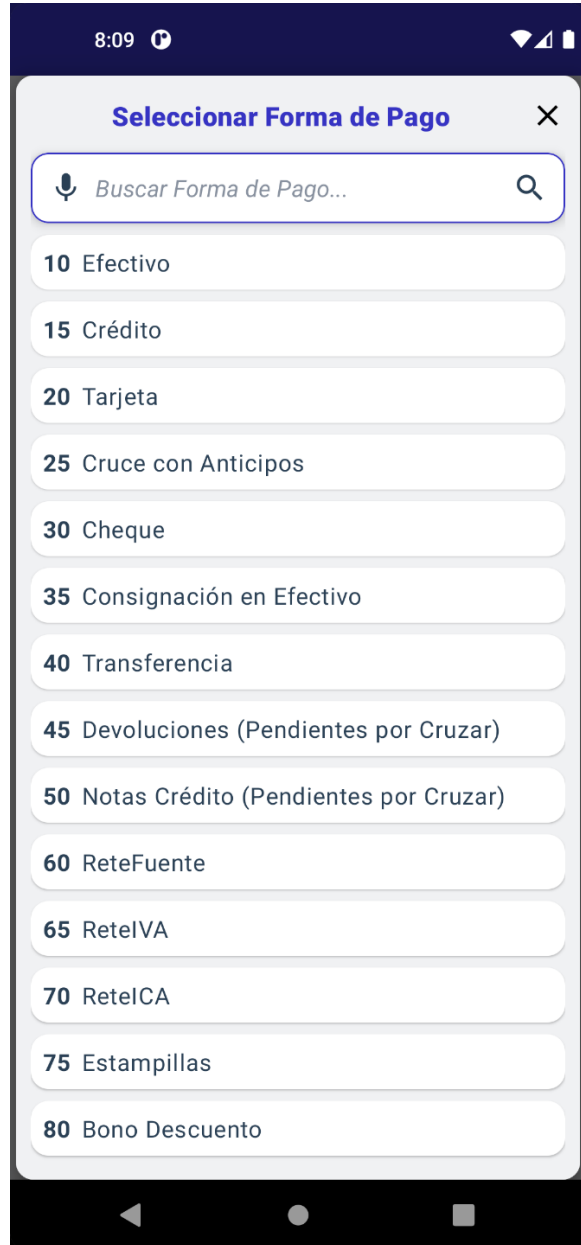 8:09
Seleccionar Forma de Pago
Buscar Forma de Pago...
10 Efectivo
15 Crédito
20 Tarjeta
25 Cruce con Anticipos
30 Cheque
35 Consignación en Efectivo
40 Transferencia
45 Devoluciones (Pendientes por Cruzar)
50 Notas Crédito (Pendientes por Cruzar)
60 ReteFuente
65 ReteIVA
70 ReteICA
75 Estampillas
80 Bono Descuento